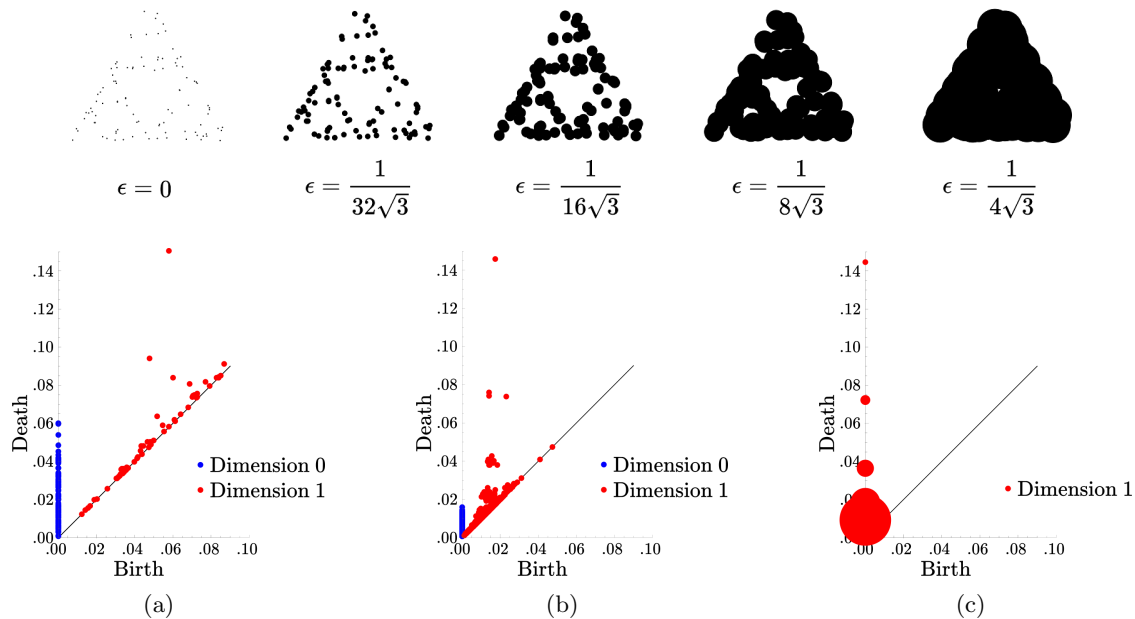 ϵ = 0
ϵ = 1/(32√3)
ϵ = 1/(16√3)
ϵ = 1/(8√3)
ϵ = 1/(4√3)
Death
.14
.12
.10
.08
.06
.04
.02
.00
.00 .02 .04 .06 .08 .10
Birth
Dimension 0
Dimension 1
(a)
Death
.14
.12
.10
.08
.06
.04
.02
.00
.00 .02 .04 .06 .08 .10
Birth
Dimension 0
Dimension 1
(b)
Death
.14
.12
.10
.08
.06
.04
.00 .02 .04 .06 .08 .10
Birth
Dimension 1
(c)